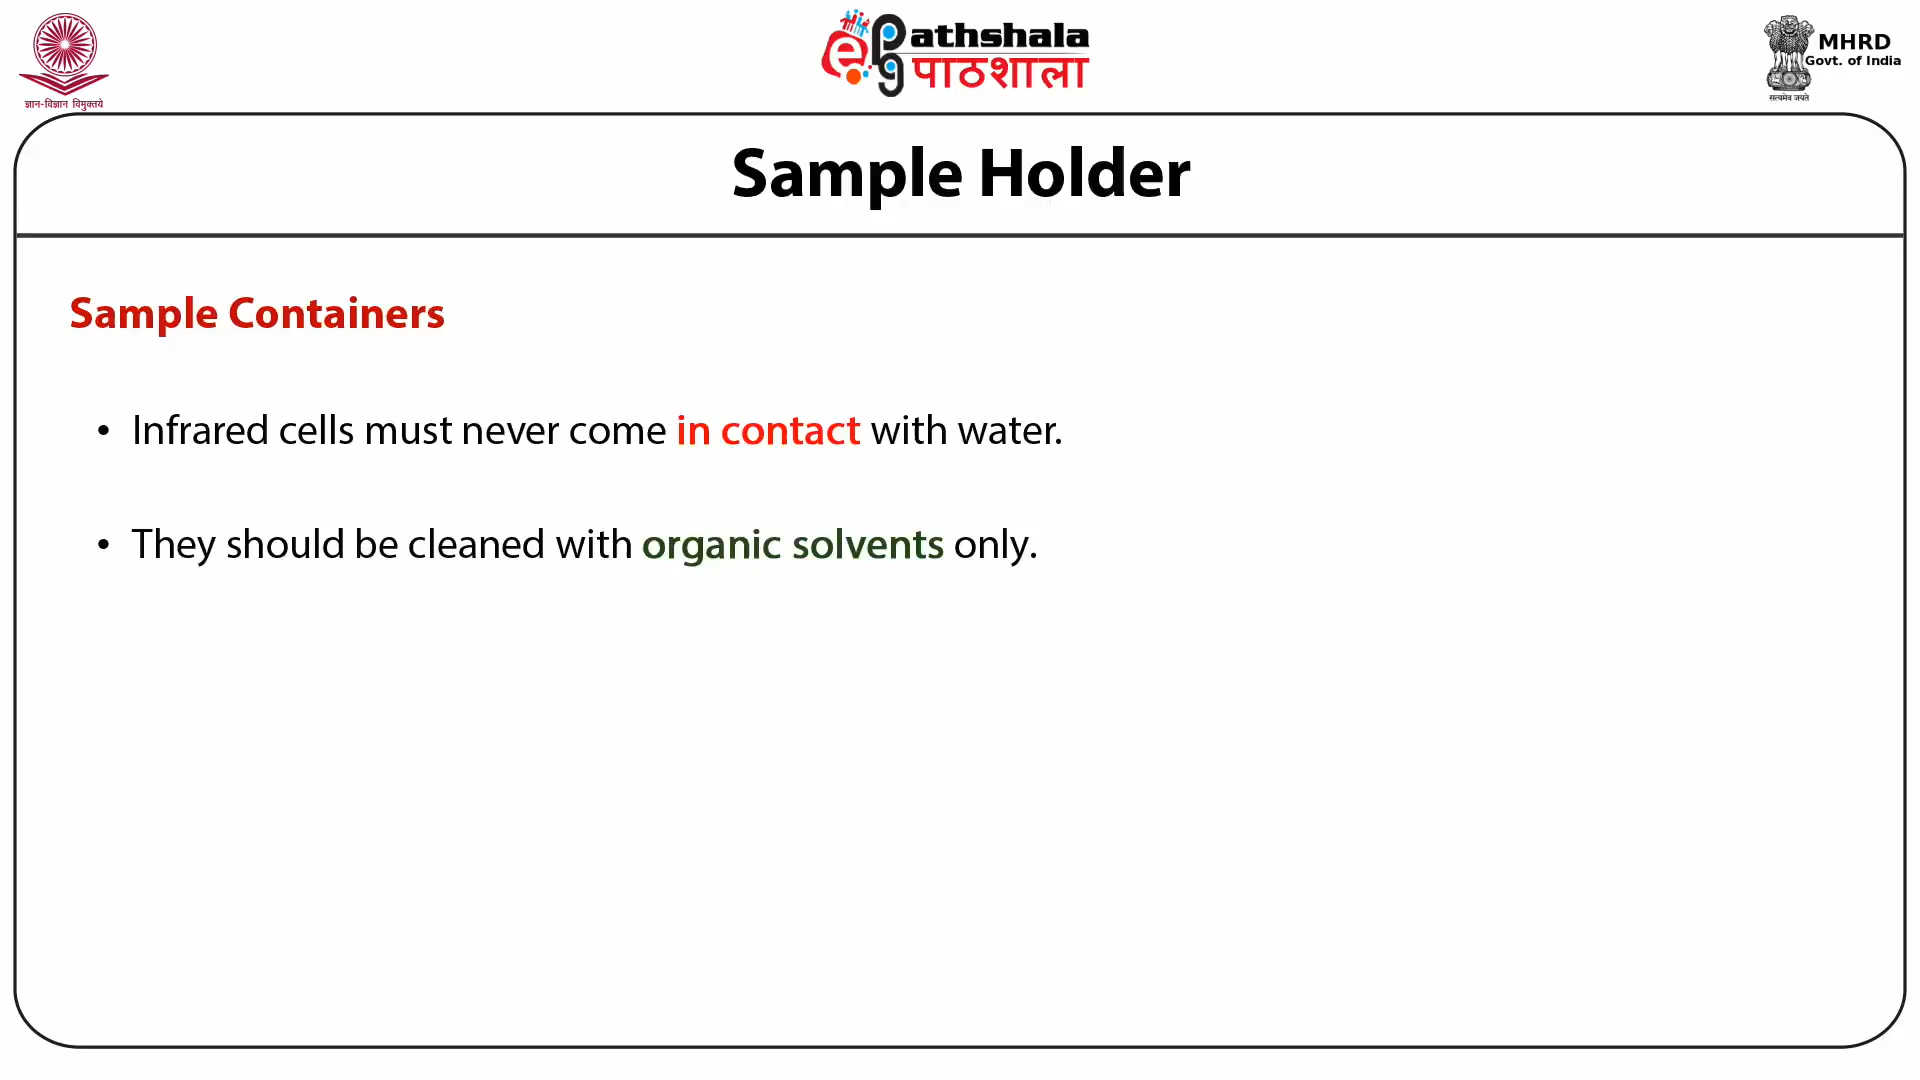 ज्ञान-विज्ञान विमुक्तये
ePathshala
पाठशाला
MHRD
Govt. of India
सत्यमेव जयते
Sample Holder
Sample Containers
• Infrared cells must never come in contact with water.
• They should be cleaned with organic solvents only.